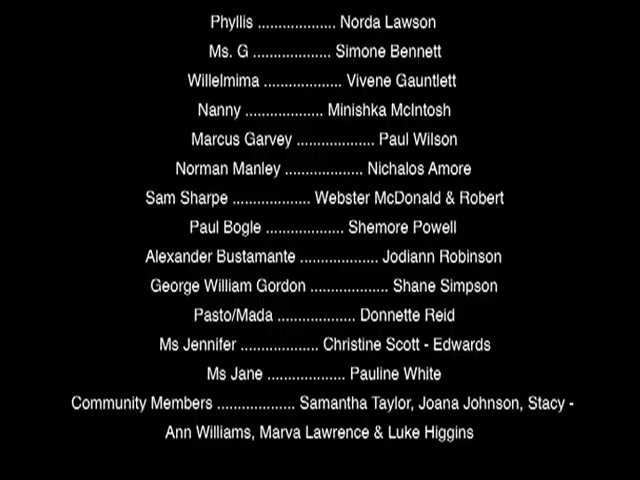 Phyllis ................... Norda Lawson
Ms. G ................... Simone Bennett
Willelmima ................... Vivene Gauntlett
Nanny ................... Minishka McIntosh
Marcus Garvey ................... Paul Wilson
Norman Manley ................... Nichalos Amore
Sam Sharpe ................... Webster McDonald & Robert
Paul Bogle ................... Shemore Powell
Alexander Bustamante ................... Jodiann Robinson
George William Gordon ................... Shane Simpson
Pasto/Mada ................... Donnette Reid
Ms Jennifer ................... Christine Scott - Edwards
Ms Jane ................... Pauline White
Community Members ................... Samantha Taylor, Joana Johnson, Stacy -
Ann Williams, Marva Lawrence & Luke Higgins